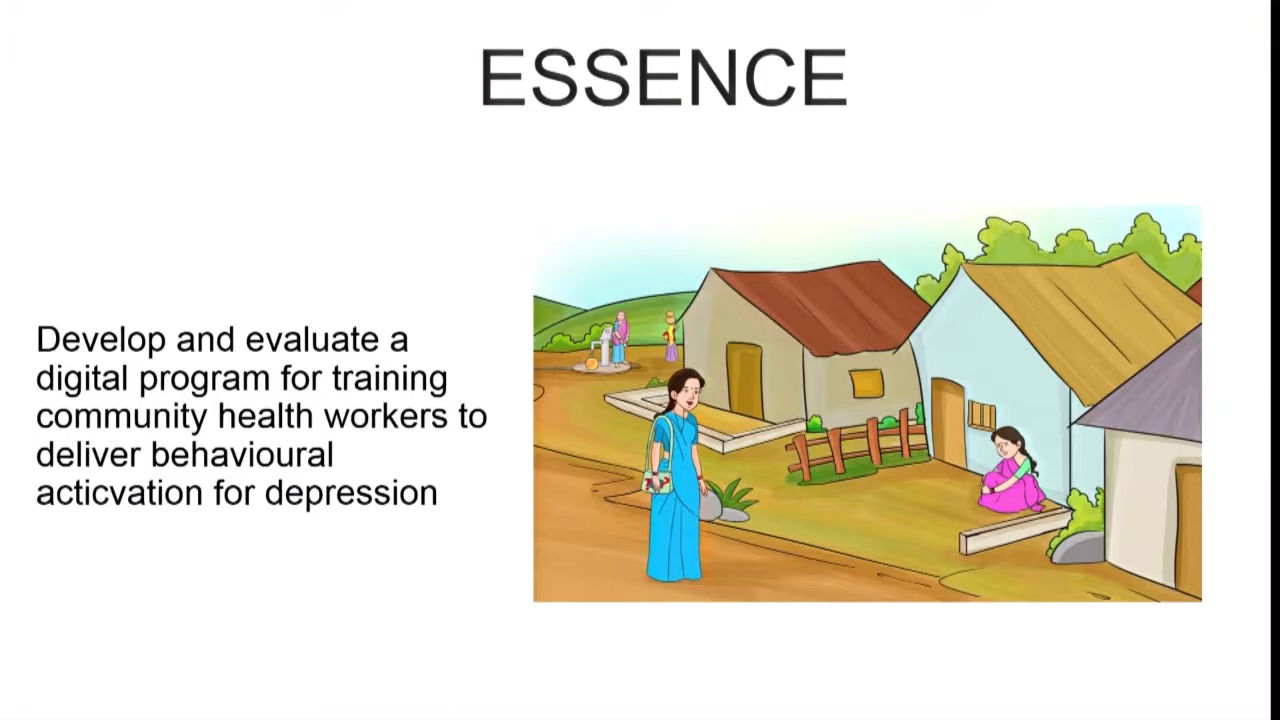 ESSENCE
Develop and evaluate a
digital program for training
community health workers to
deliver behavioural
acticvation for depression